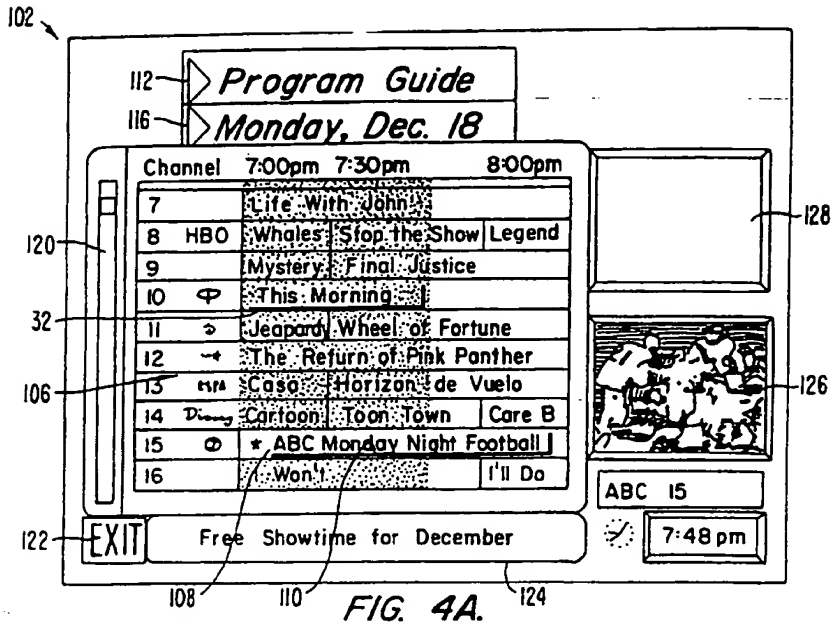 102
112 Program Guide
116 Monday, Dec. 18
Channel 7:00pm 7:30pm 8:00pm
7 Life With John
8 HBO Whales Stop the Show Legend
9 Mystery Final Justice
10 This Morning
11 Jeapardy Wheel of Fortune
12 The Return of Pink Panther
13 Casa Horizon de Vuelo
14 Disney Cartoon Toon Town Care B
15 * ABC Monday Night Football
16 I Won't I'll Do
120
32
106
128
126
ABC 15
7:48 pm
122 EXIT Free Showtime for December
108 110 124
FIG. 4A.